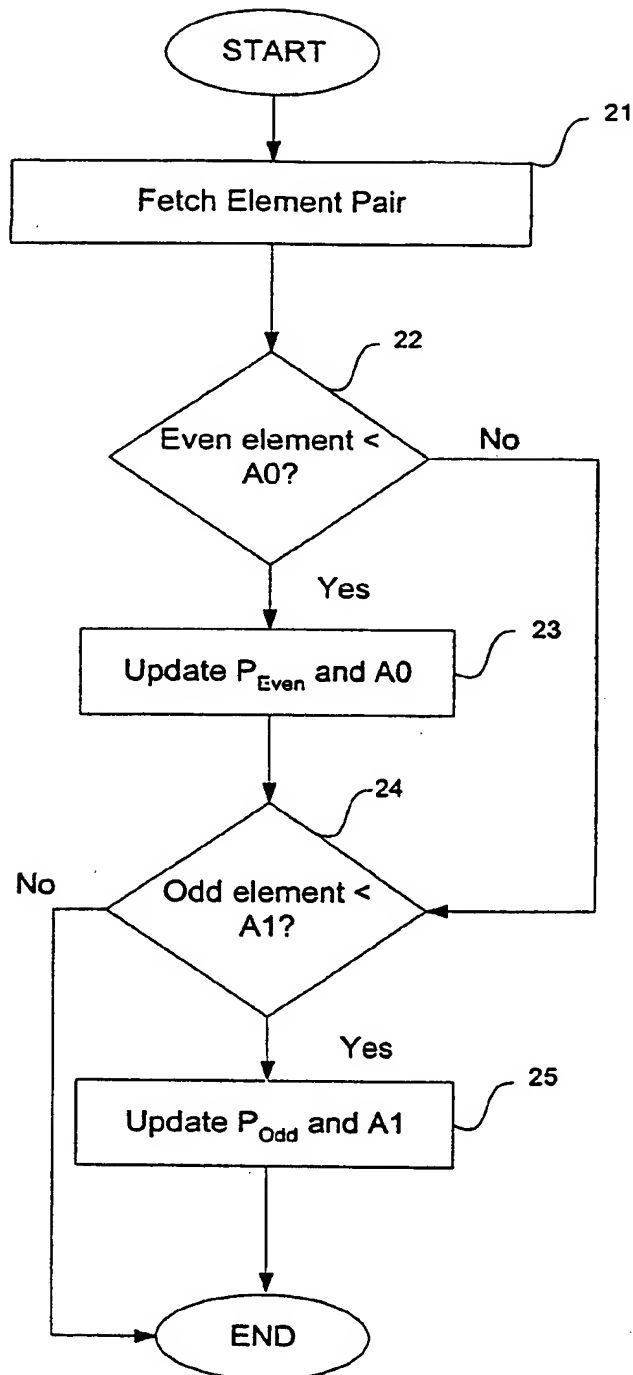 START
21
Fetch Element Pair
22
Even element <
A0?
No
Yes
23
Update P_Even and A0
24
No
Odd element <
A1?
Yes
25
Update P_Odd and A1
END